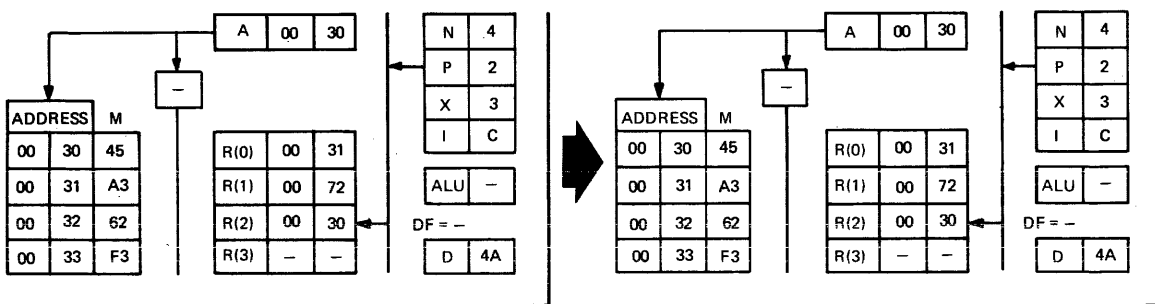 A 00 30
N 4
P 2
X 3
I C
–
ADDRESS M
00 30 45
00 31 A3
00 32 62
00 33 F3
R(0) 00 31
R(1) 00 72
R(2) 00 30
R(3) – –
ALU –
DF = –
D 4A
A 00 30
N 4
P 2
X 3
I C
–
ADDRESS M
00 30 45
00 31 A3
00 32 62
00 33 F3
R(0) 00 31
R(1) 00 72
R(2) 00 30
R(3) – –
ALU –
DF = –
D 4A